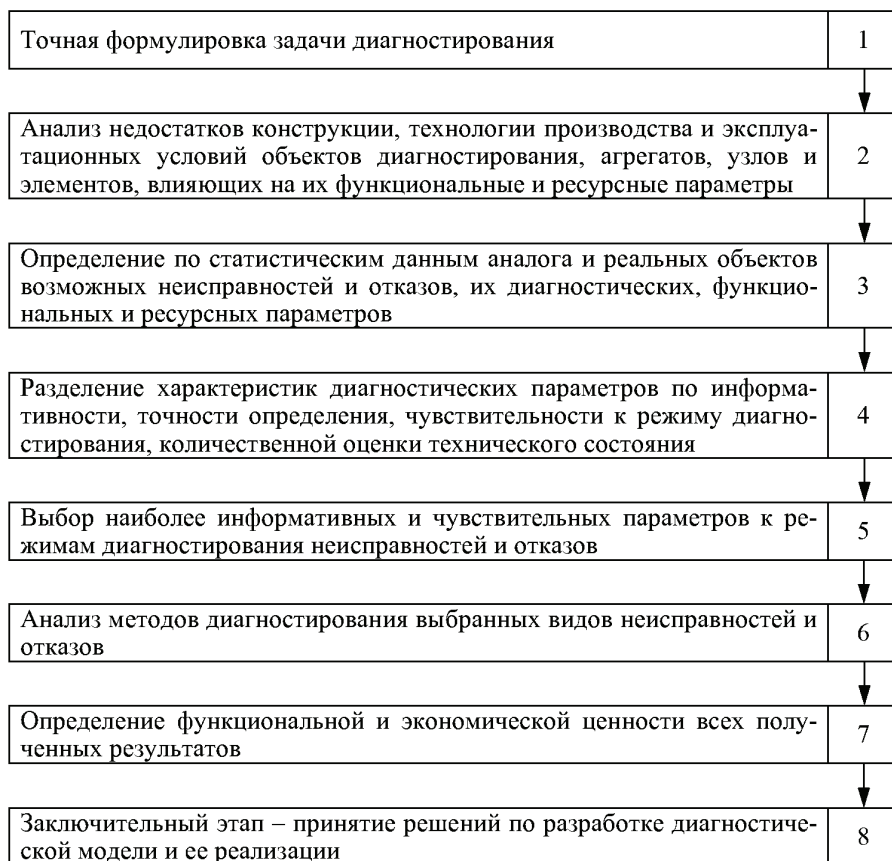 Точная формулировка задачи диагностирования 1
Анализ недостатков конструкции, технологии производства и эксплуа-
тационных условий объектов диагностирования, агрегатов, узлов и 2
элементов, влияющих на их функциональные и ресурсные параметры
Определение по статистическим данным аналога и реальных объектов
возможных неисправностей и отказов, их диагностических, функцио- 3
нальных и ресурсных параметров
Разделение характеристик диагностических параметров по информа-
тивности, точности определения, чувствительности к режиму диагно- 4
стирования, количественной оценки технического состояния
Выбор наиболее информативных и чувствительных параметров к ре- 5
жимам диагностирования неисправностей и отказов
Анализ методов диагностирования выбранных видов неисправностей и 6
отказов
Определение функциональной и экономической ценности всех полу- 7
ченных результатов
Заключительный этап – принятие решений по разработке диагностиче- 8
ской модели и ее реализации